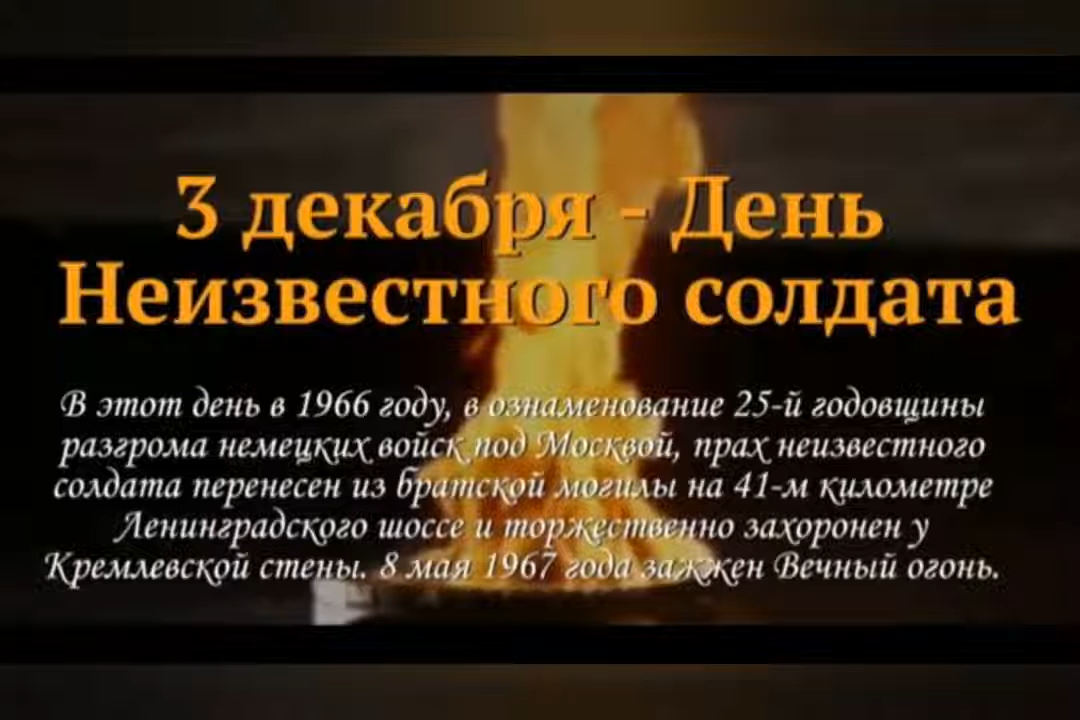 3 декабря - День
Неизвестного солдата
В этот день в 1966 году, в ознаменование 25-й годовщины
разгрома немецких войск под Москвой, прах неизвестного
солдата перенесен из братской могилы на 41-м километре
Ленинградского шоссе и торжественно захоронен у
Кремлевской стены. 8 мая 1967 года зажжен Вечный огонь.